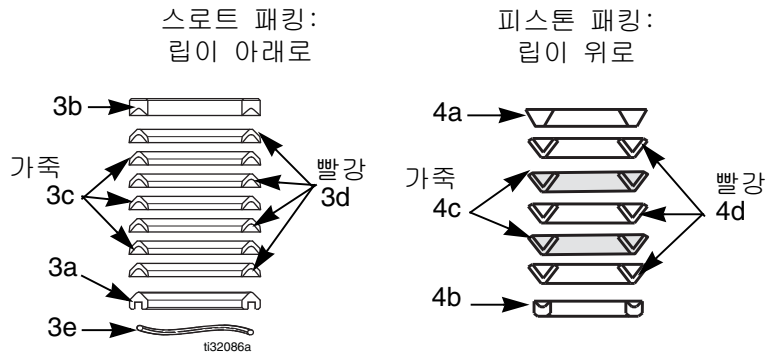 스로트 패킹:
립이 아래로
3b
가죽
3c
빨강
3d
3a
3e
ti32086a
피스톤 패킹:
립이 위로
4a
가죽
4c
빨강
4d
4b